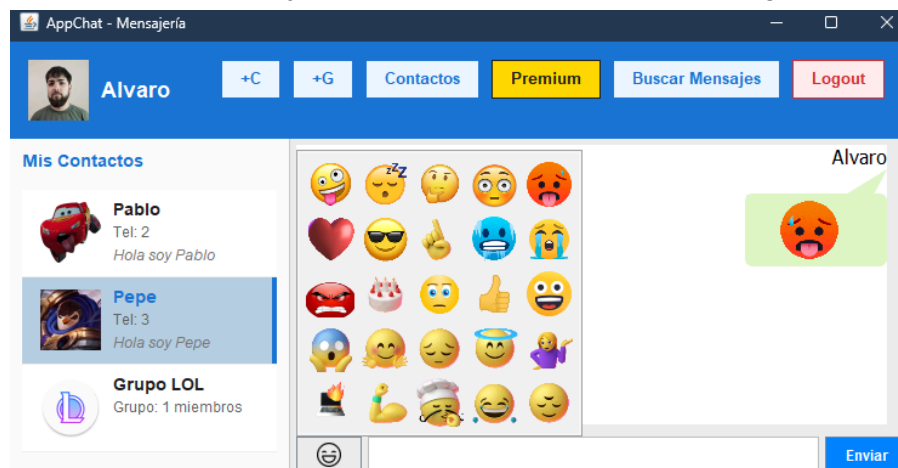 AppChat - Mensajería
Alvaro
+C
+G
Contactos
Premium
Buscar Mensajes
Logout
Mis Contactos
Pablo
Tel: 2
Hola soy Pablo
Pepe
Tel: 3
Hola soy Pepe
Grupo LOL
Grupo: 1 miembros
zzZ
Alvaro
Enviar